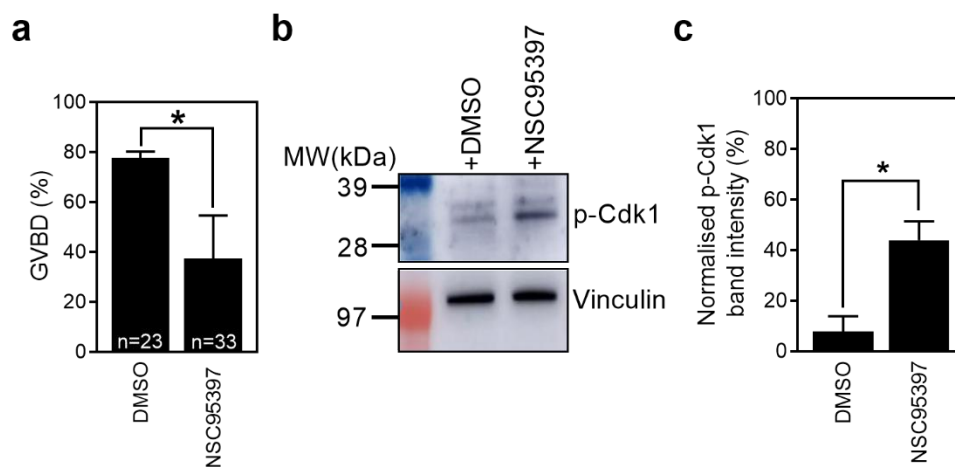 a
GVBD (%)
100
80
60
40
20
0
*
n=23
n=33
DMSO
NSC95397
b
MW(kDa)
+DMSO
+NSC95397
39
28
p-Cdk1
97
Vinculin
c
Normalised p-Cdk1
band intensity (%)
100
80
60
40
20
0
*
DMSO
NSC95397